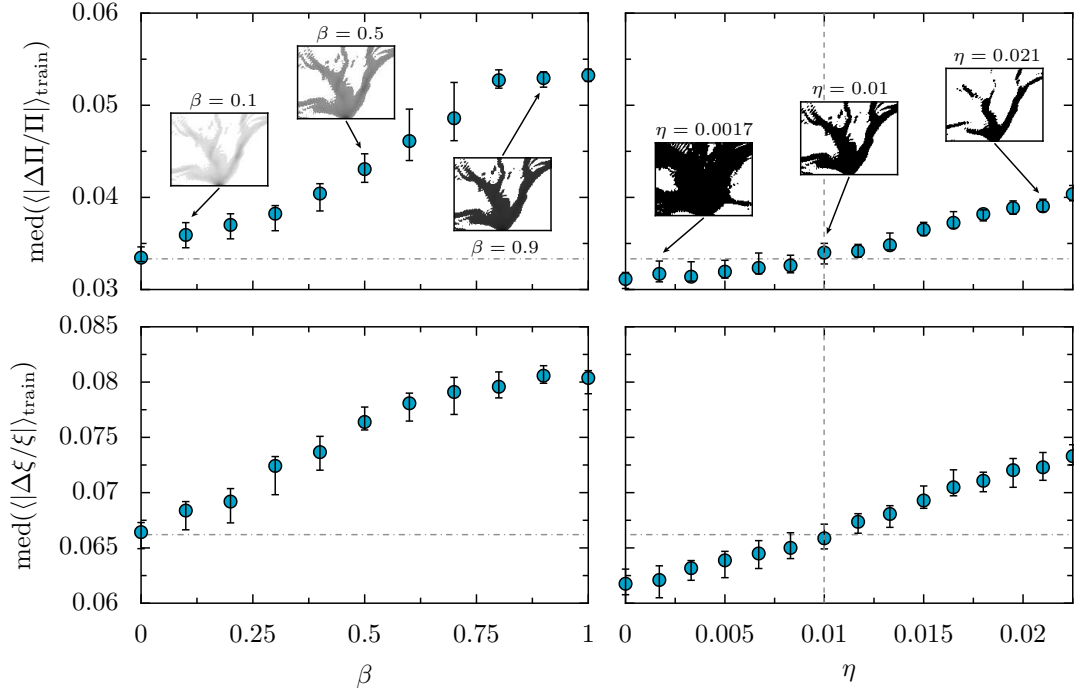 0.06
0.05
0.04
0.03
med(⟨|ΔΠ/Π|⟩train)
β = 0.1
β = 0.5
β = 0.9
η = 0.0017
η = 0.01
η = 0.021
0.085
0.08
0.075
0.07
0.065
0.06
med(⟨|Δξ/ξ|⟩train)
0 0.25 0.5 0.75 1
β
0 0.005 0.01 0.015 0.02
η